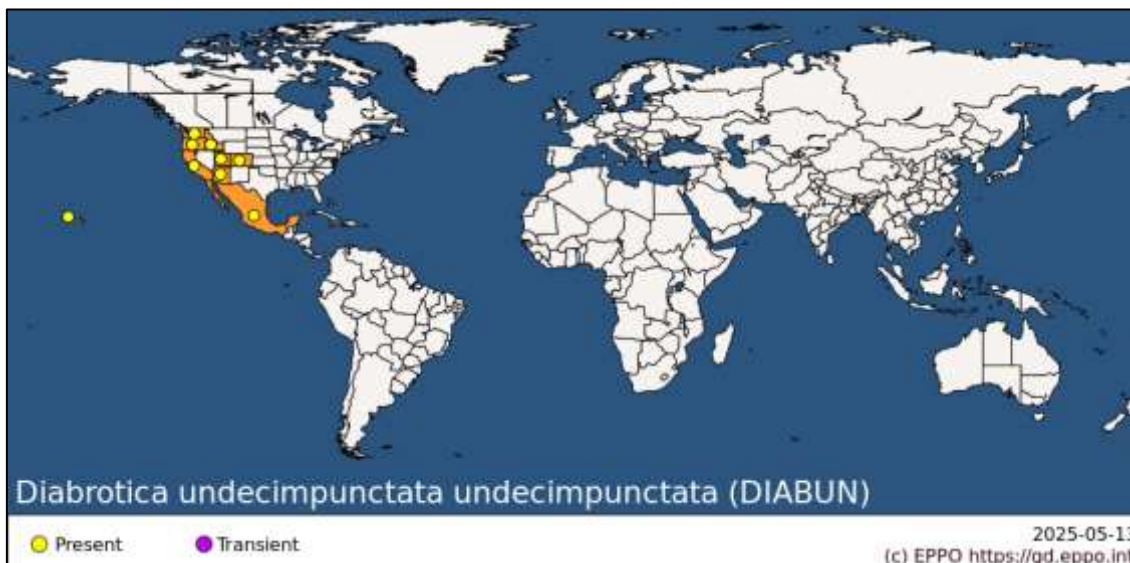 Diabrotica undecimpunctata undecimpunctata (DIABUN)
Present
Transient
2025-05-13
(c) EPPO https://gd.eppo.int